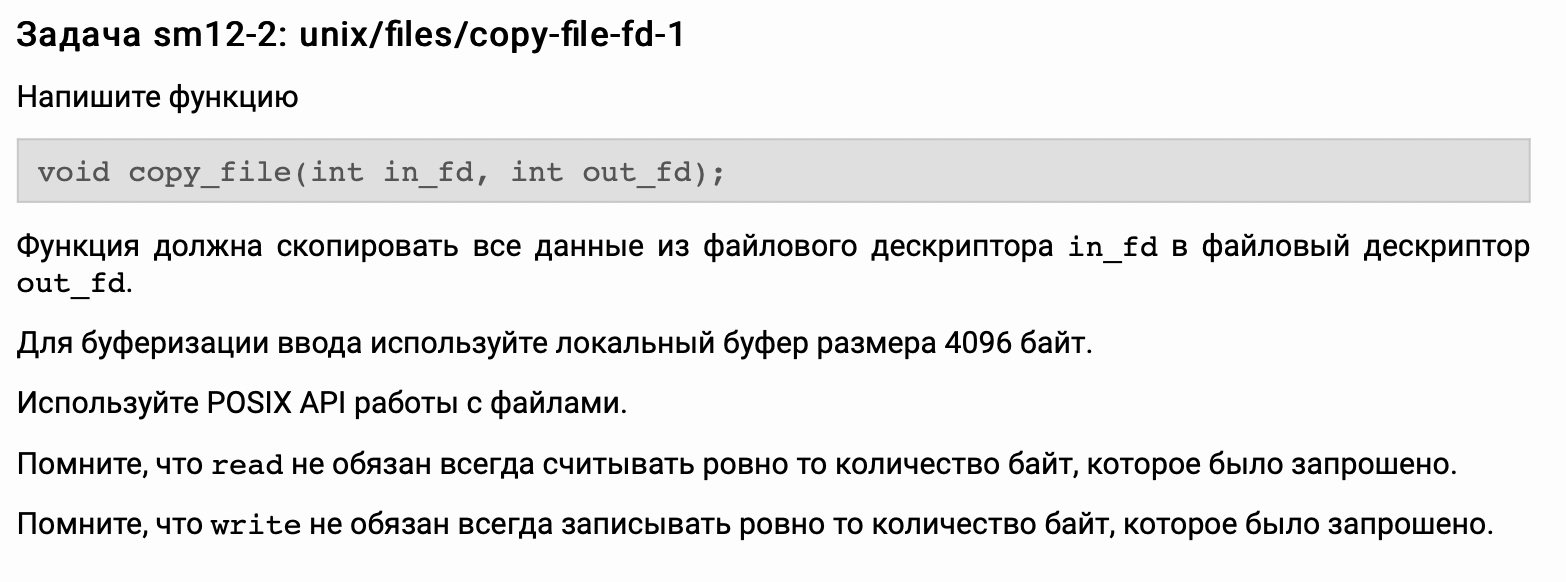 Задача sm12-2: unix/files/copy-file-fd-1
Напишите функцию
void copy_file(int in_fd, int out_fd);
Функция должна скопировать все данные из файлового дескриптора in_fd в файловый дескриптор
out_fd.
Для буферизации ввода используйте локальный буфер размера 4096 байт.
Используйте POSIX API работы с файлами.
Помните, что read не обязан всегда считывать ровно то количество байт, которое было запрошено.
Помните, что write не обязан всегда записывать ровно то количество байт, которое было запрошено.